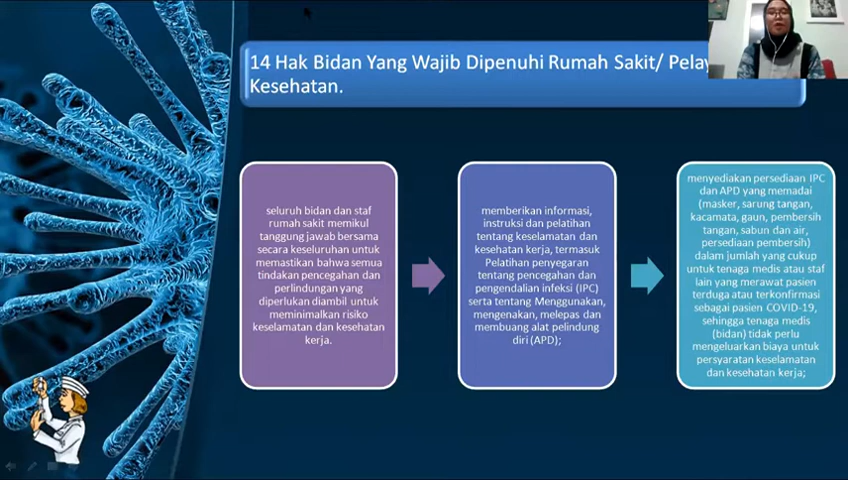 14 Hak Bidan Yang Wajib Dipenuhi Rumah Sakit/
Kesehatan.
seluruh bidan dan staf
rumah sakit memikul
tanggung jawab bersama
secara keseluruhan untuk
memastikan bahwa semua
tindakan pencegahan dan
perlindungan yang
diperlukan diambil untuk
meminimalkan risiko
keselamatan dan kesehatan
kerja.
memberikan informasi,
instruksi dan pelatihan
tentang keselamatan dan
kesehatan kerja, termasuk
Pelatihan penyegaran
tentang pencegahan dan
pengendalian infeksi (IPC)
serta tentang Menggunakan,
mengenakan, melepas dan
membuang alat pelindung
diri (APD);
menyediakan persediaan IPC
dan APD yang memadai
(masker, sarung tangan,
kacamata, gaun, pembersih
tangan, sabun dan air,
persediaan pembersih)
dalam jumlah yang cukup
untuk tenaga medis atau staf
lain yang merawat pasien
terduga atau terkonfirmasi
sebagai pasien COVID-19,
sehingga tenaga medis
(bidan) tidak perlu
mengeluarkan biaya untuk
persyaratan keselamatan
dan kesehatan kerja;